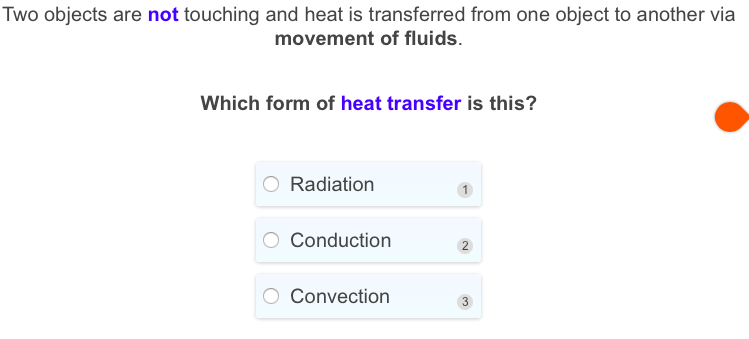 Two objects are not touching and heat is transferred from one object to another via
movement of fluids.
Which form of heat transfer is this?
Radiation 1
Conduction 2
Convection 3